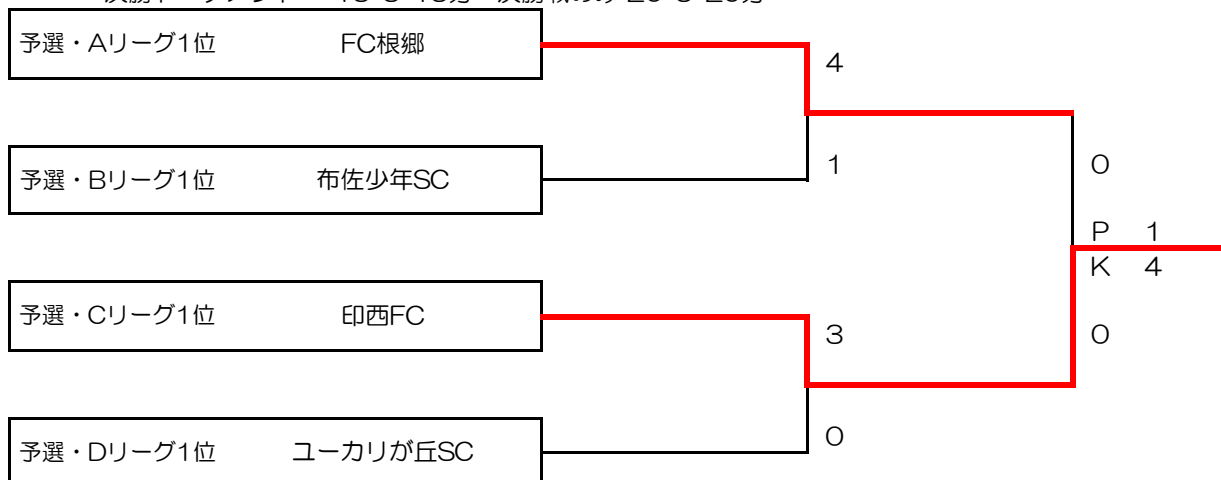 予選・Aリーグ1位 FC根郷
4
1
予選・Bリーグ1位 布佐少年SC
0
P 1
K 4
予選・Cリーグ1位 印西FC
3
0
0
予選・Dリーグ1位 ユーカリが丘SC